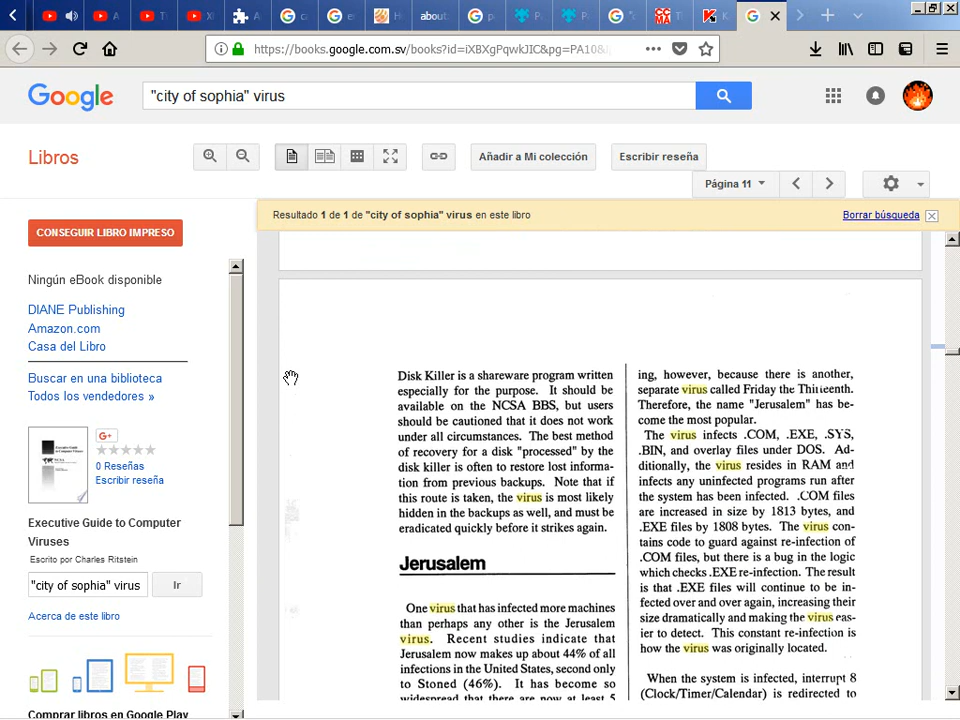 about:
https://books.google.com.sv/books?id=iXBXgPqwkJIC&pg=PA10&
Google
"city of sophia" virus
Libros
Añadir a Mi colección
Escribir reseña
Página 11
Resultado 1 de 1 de "city of sophia" virus en este libro
Borrar búsqueda
CONSEGUIR LIBRO IMPRESO
Ningún eBook disponible
DIANE Publishing
Amazon.com
Casa del Libro
Buscar en una biblioteca
Todos los vendedores »
G+
0 Reseñas
Escribir reseña
Executive Guide to Computer
Viruses
Escrito por Charles Ritstein
"city of sophia" virus
Ir
Acerca de este libro
Comprar libros en Google Play
Disk Killer is a shareware program written
especially for the purpose. It should be
available on the NCSA BBS, but users
should be cautioned that it does not work
under all circumstances. The best method
of recovery for a disk "processed" by the
disk killer is often to restore lost informa-
tion from previous backups. Note that if
this route is taken, the virus is most likely
hidden in the backups as well, and must be
eradicated quickly before it strikes again.
Jerusalem
One virus that has infected more machines
than perhaps any other is the Jerusalem
virus. Recent studies indicate that
Jerusalem now makes up about 44% of all
infections in the United States, second only
to Stoned (46%). It has become so
widespread that there are now at least 5
ing, however, because there is another,
separate virus called Friday the Thirteenth.
Therefore, the name "Jerusalem" has be-
come the most popular.
The virus infects .COM, .EXE, .SYS,
.BIN, and overlay files under DOS. Ad-
ditionally, the virus resides in RAM and
infects any uninfected programs run after
the system has been infected. .COM files
are increased in size by 1813 bytes, and
.EXE files by 1808 bytes. The virus con-
tains code to guard against re-infection of
.COM files, but there is a bug in the logic
which checks .EXE re-infection. The result
is that .EXE files will continue to be in-
fected over and over again, increasing their
size dramatically and making the virus eas-
ier to detect. This constant re-infection is
how the virus was originally located.
When the system is infected, interrupt 8
(Clock/Timer/Calendar) is redirected to